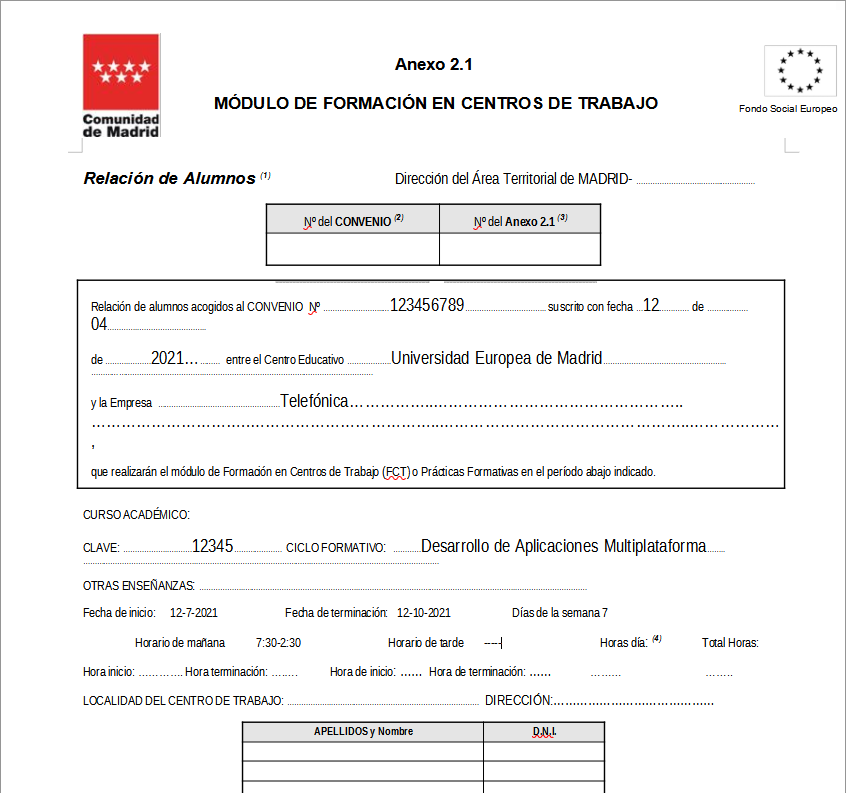 Anexo 2.1
MÓDULO DE FORMACIÓN EN CENTROS DE TRABAJO
Comunidad
de Madrid
Fondo Social Europeo
Relación de Alumnos (1) Dirección del Área Territorial de MADRID- ..............................
Nº del CONVENIO (2) Nº del Anexo 2.1 (3)
Relación de alumnos acogidos al CONVENIO Nº ................123456789.................... suscrito con fecha ..12....... de ..........
04.........................
de ............2021... ...... entre el Centro Educativo ...........Universidad Europea de Madrid...............................
......................................................................
y la Empresa ...............................Telefónica……………..…………………………………………..
……………………………..…………………………………..…………………………………………..………………
,
que realizarán el módulo de Formación en Centros de Trabajo (FCT) o Prácticas Formativas en el período abajo indicado.
CURSO ACADÉMICO:
CLAVE: .................12345............ CICLO FORMATIVO: .......Desarrollo de Aplicaciones Multiplataforma.....
.........................................................................................
OTRAS ENSEÑANZAS: .................................................................................................
Fecha de inicio: 12-7-2021 Fecha de terminación: 12-10-2021 Días de la semana 7
Horario de mañana 7:30-2:30 Horario de tarde ----- Horas día: (4) Total Horas:
Hora inicio: …………. Hora terminación: …….. Hora de inicio: …… Hora de terminación: …… ……… ……..
LOCALIDAD DEL CENTRO DE TRABAJO: ................................................ DIRECCIÓN:……………………………………
APELLIDOS y Nombre D.N.I.